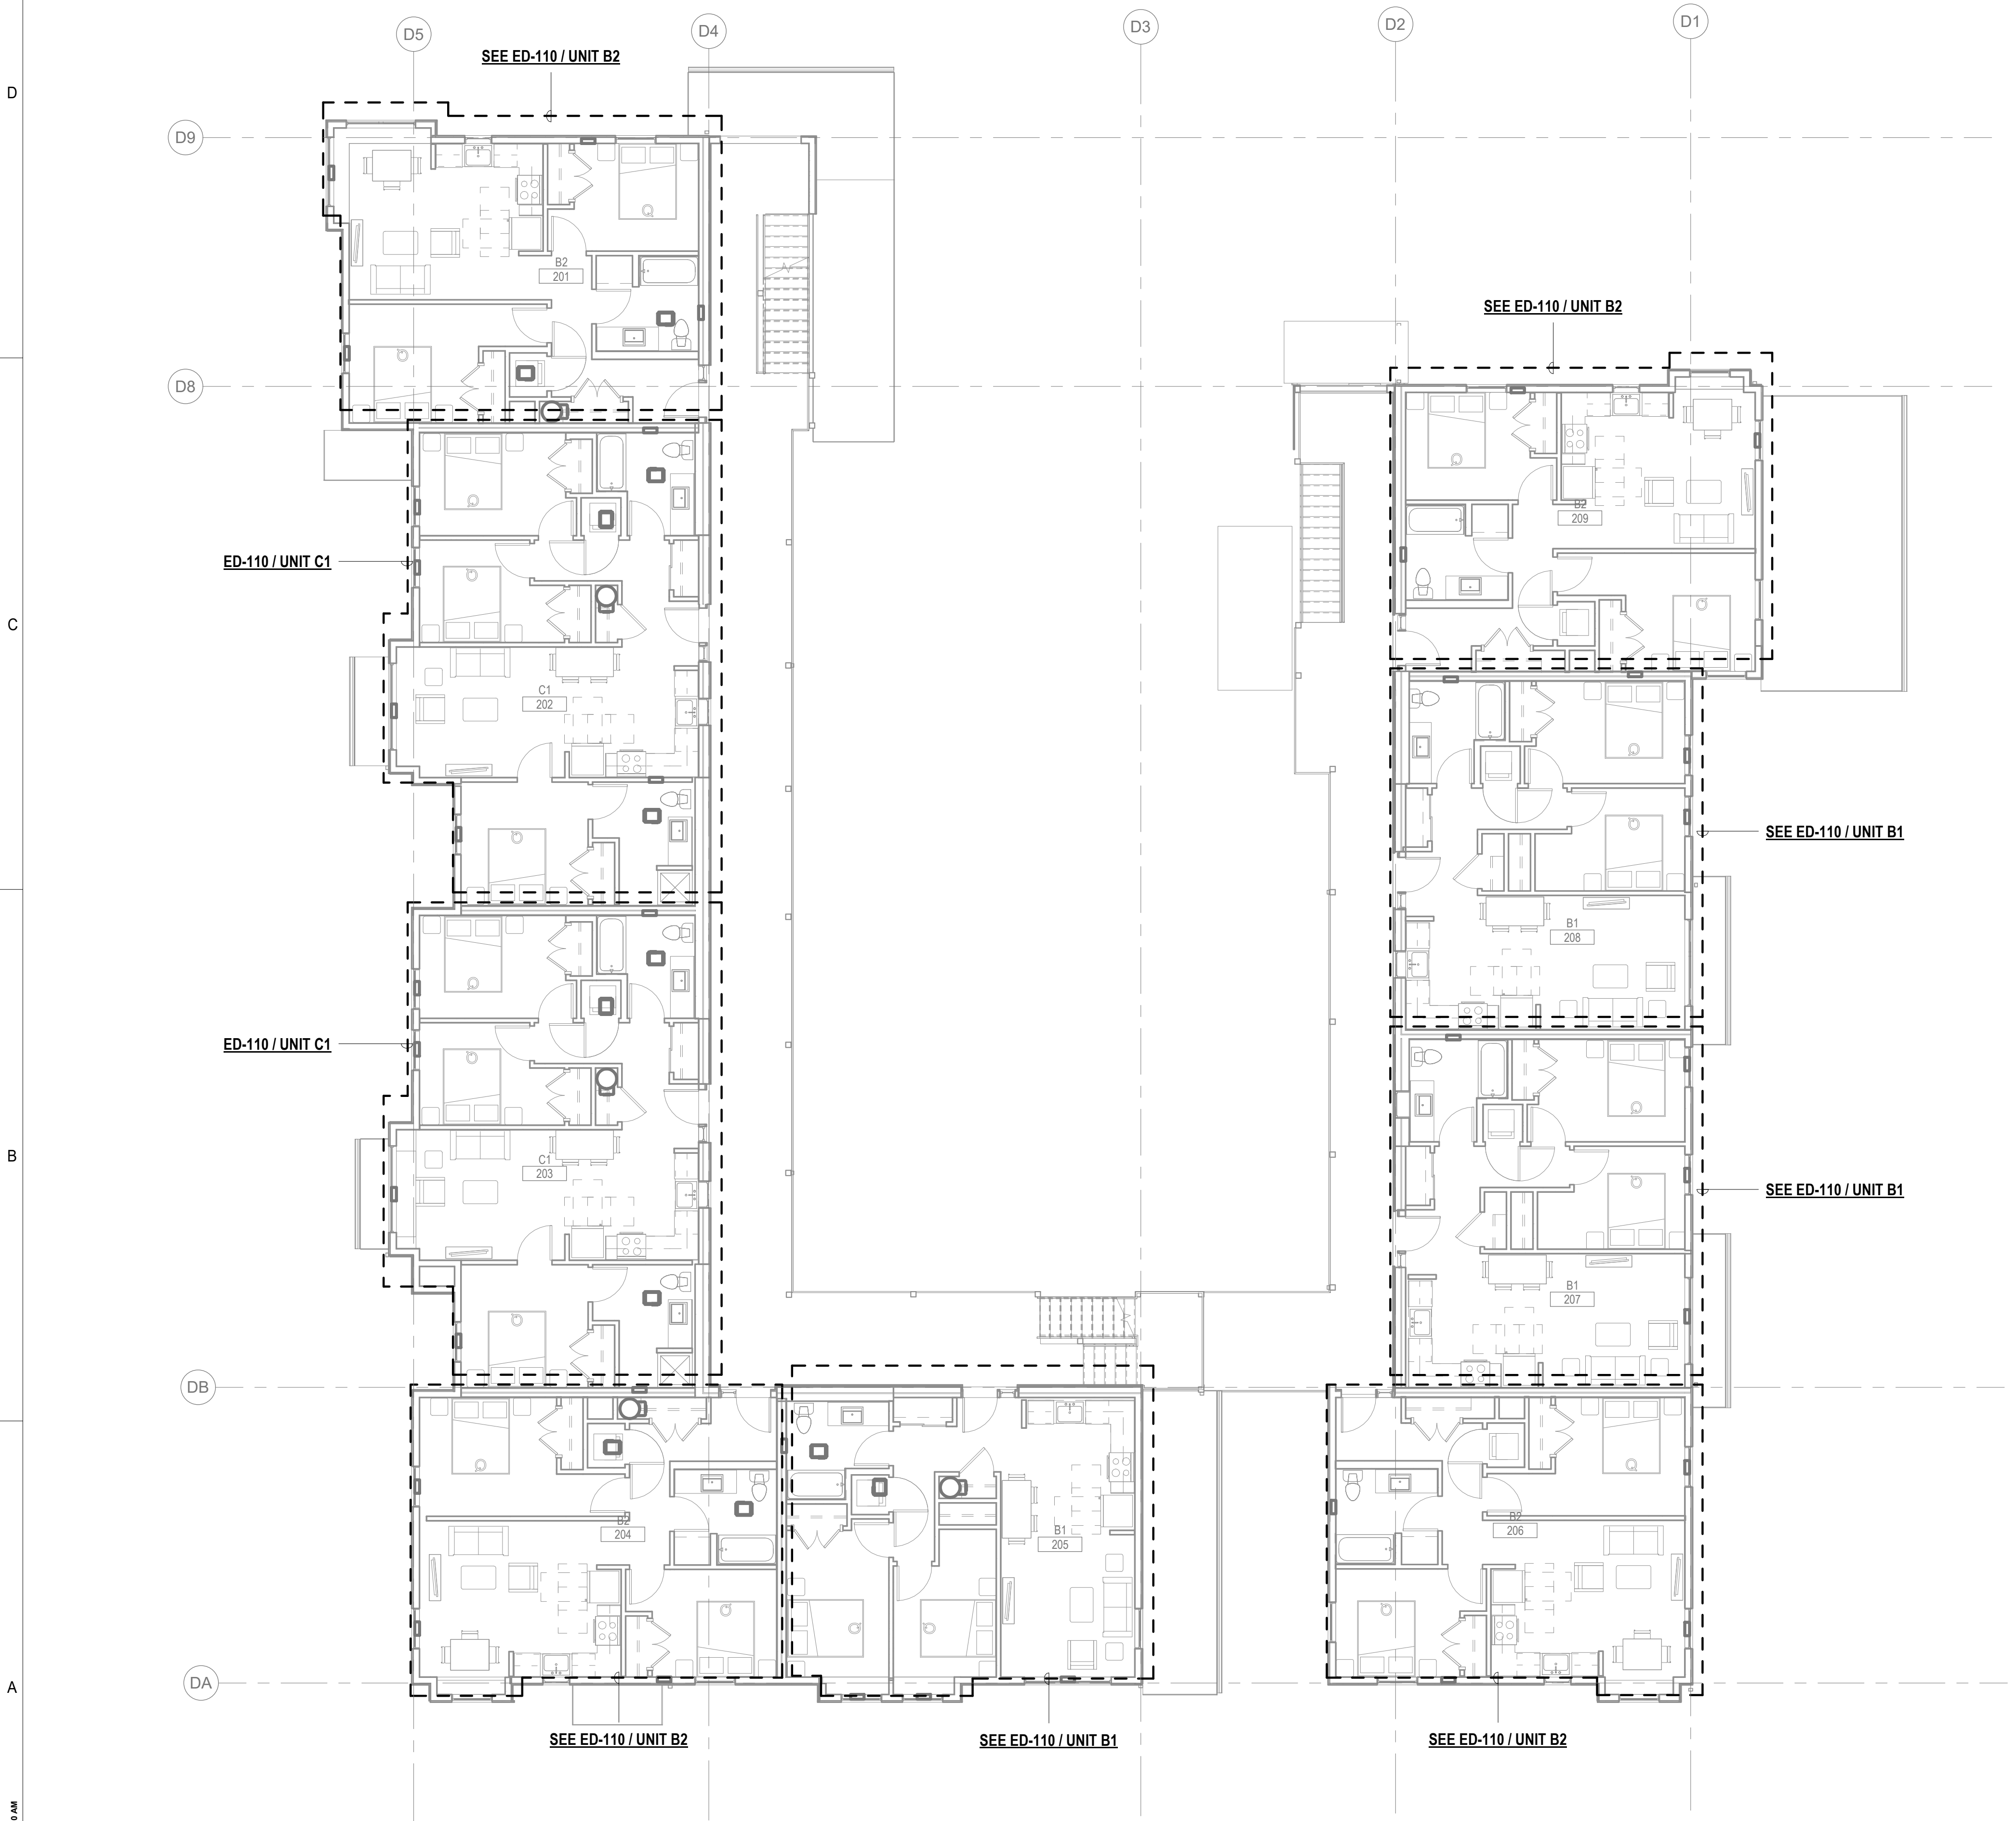 D5
D4
D3
D2
D1
SEE ED-110 / UNIT B2
D
D9
B2
201
SEE ED-110 / UNIT B2
D8
B2
209
ED-110 / UNIT C1
C
C1
202
SEE ED-110 / UNIT B1
B1
208
ED-110 / UNIT C1
B
C1
203
SEE ED-110 / UNIT B1
B1
207
DB
B2
204
B1
205
B2
206
DA
A
SEE ED-110 / UNIT B2
SEE ED-110 / UNIT B1
SEE ED-110 / UNIT B2
0 AM